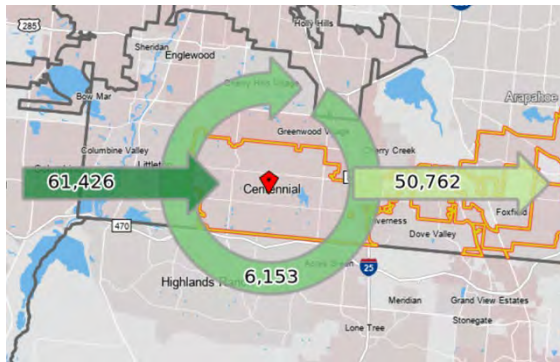 Holly Hills
285
Sheridan
Englewood
Cherry Hills Village
Bow Mar
Arapahoe
Greenwood Village
Columbine Valley
Cherry Creek
61,426
50,762
Centennial
Foxfield
470
Dove Valley
6,153
25
Highlands Ran
Meridian
Grand View Estates
Stonegate
Lone Tree